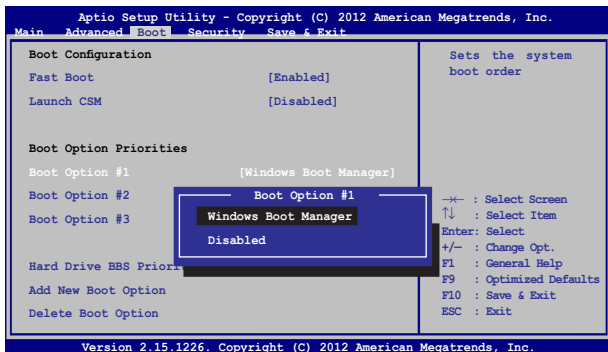 Aptio Setup Utility - Copyright (C) 2012 American Megatrends, Inc.
Main Advanced Boot Security Save & Exit
Boot Configuration
Fast Boot [Enabled]
Launch CSM [Disabled]
Boot Option Priorities
Boot Option #1 [Windows Boot Manager]
Boot Option #2
Boot Option #3
Hard Drive BBS
Add New Boot Option
Delete Boot Option
Boot Option #1
Windows Boot Manager
Disabled
Sets the system
boot order
→← : Select Screen
↑↓ : Select Item
Enter: Select
+/— : Change Opt.
F1 : General Help
F9 : Optimized Defaults
F10 : Save & Exit
ESC : Exit
Version 2.15.1226. Copyright (C) 2012 American Megatrends, Inc.